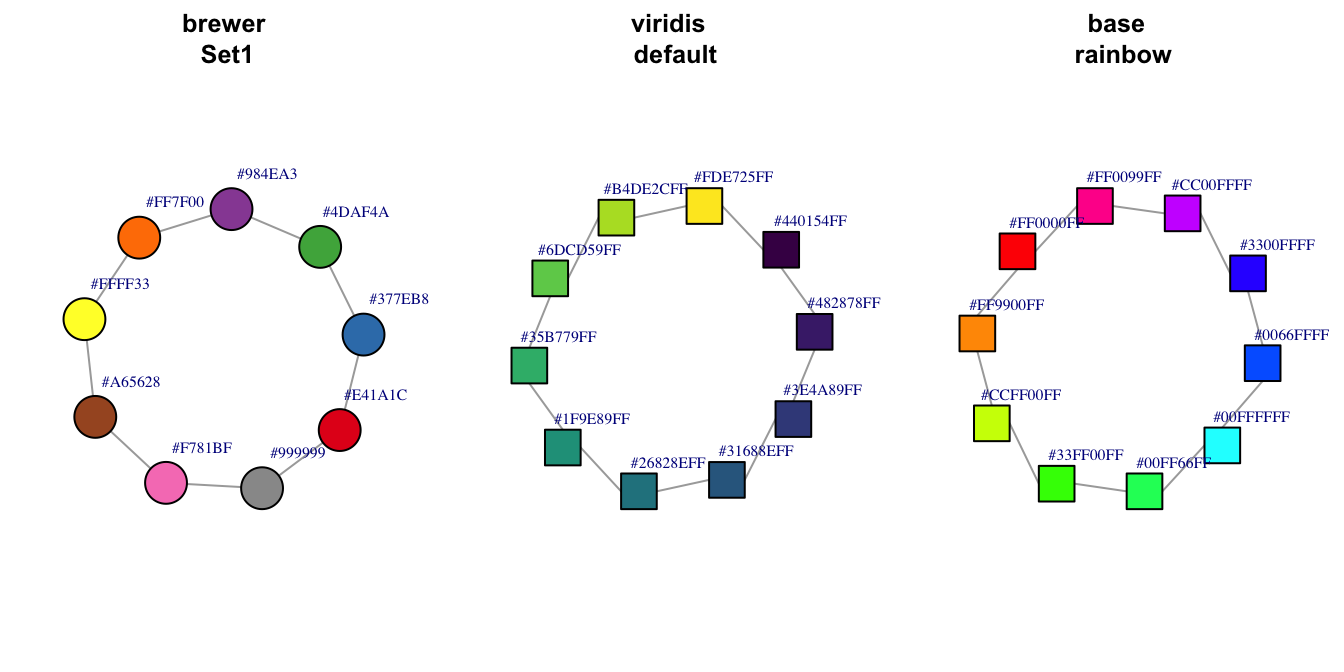 brewer
Set1
#984EA3
#FF7F00
#4DAF4A
#FFFF33
#377EB8
#A65628
#E41A1C
#F781BF
#999999
viridis
default
#FDE725FF
#B4DE2CFF
#440154FF
#6DCD59FF
#482878FF
#35B779FF
#3E4A89FF
#1F9E89FF
#31688EFF
#26828EFF
base
rainbow
#FF0099FF
#CC00FFFF
#FF0000FF
#3300FFFF
#FF9900FF
#0066FFFF
#CCFF00FF
#00FFFFFF
#33FF00FF
#00FF66FF